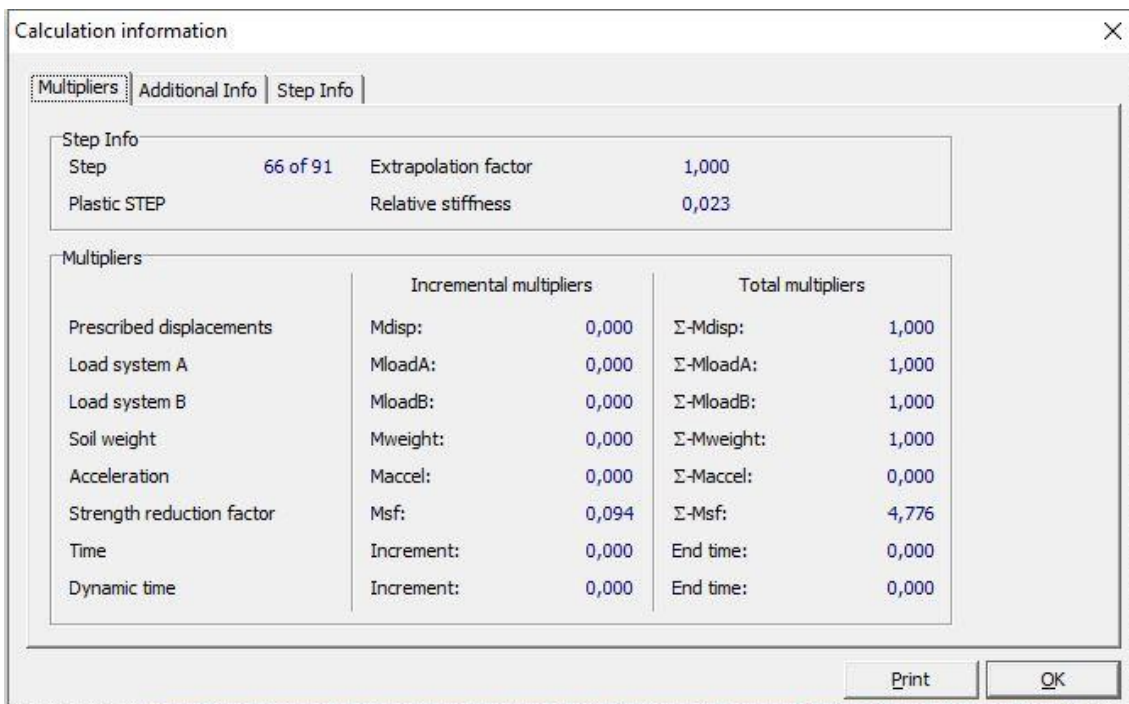 Calculation information
Multipliers Additional Info Step Info
Step Info
Step 66 of 91 Extrapolation factor 1,000
Plastic STEP Relative stiffness 0,023
Multipliers
Incremental multipliers Total multipliers
Prescribed displacements Mdisp: 0,000 Σ-Mdisp: 1,000
Load system A MloadA: 0,000 Σ-MloadA: 1,000
Load system B MloadB: 0,000 Σ-MloadB: 1,000
Soil weight Mweight: 0,000 Σ-Mweight: 1,000
Acceleration Maccel: 0,000 Σ-Maccel: 0,000
Strength reduction factor Msf: 0,094 Σ-Msf: 4,776
Time Increment: 0,000 End time: 0,000
Dynamic time Increment: 0,000 End time: 0,000
Print OK